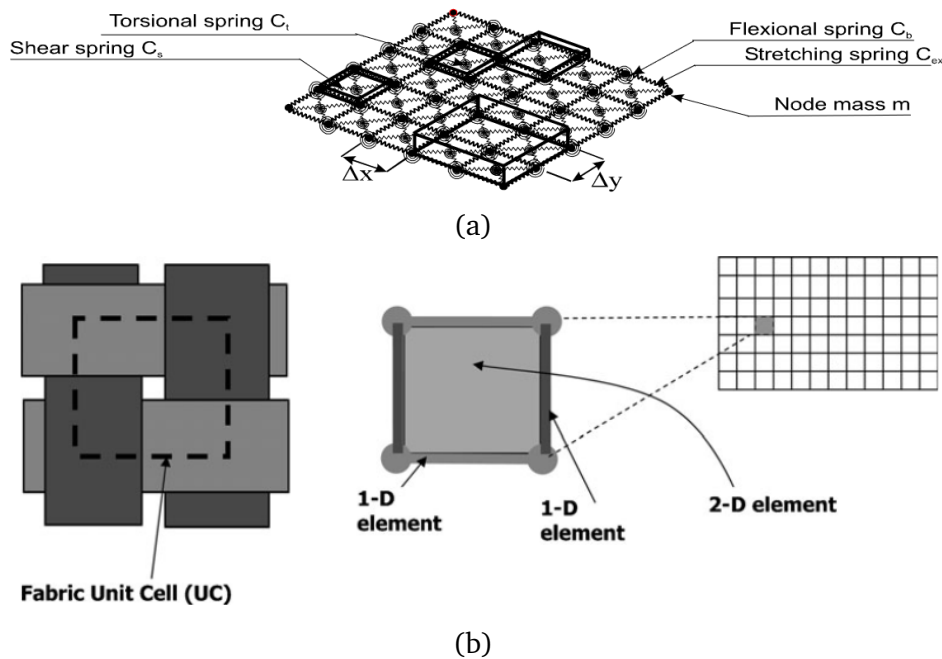 Torsional spring Cₜ
Shear spring Cₛ
Flexional spring C_b
Stretching spring Cₑₓ
Node mass m
Δx
Δy
(a)
Fabric Unit Cell (UC)
1-D
element
1-D
element
2-D element
(b)